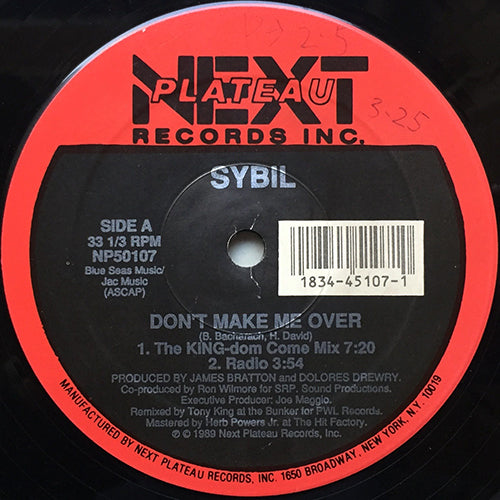 D> 2-5
3-25
NEXT
PLATEAU
RECORDS INC.
SYBIL
SIDE A
33 1/3 RPM
NP50107
Blue Seas Music/
Jac Music
(ASCAP)
1834-45107-1
DON'T MAKE ME OVER
(B. Bacharach, H. David)
1. The KING-dom Come Mix 7:20
2. Radio 3:54
PRODUCED BY JAMES BRATTON and DOLORES DREWRY.
Co-produced by Ron Wilmore for SRP. Sound Productions.
Executive Producer: Joe Maggio.
Remixed by Tony King at the Bunker for PWL Records.
Mastered by Herb Powers Jr. at The Hit Factory.
℗ © 1989 Next Plateau Records, Inc.
MANUFACTURED BY NEXT PLATEAU RECORDS, INC. 1650 BROADWAY, NEW YORK, N.Y. 10019